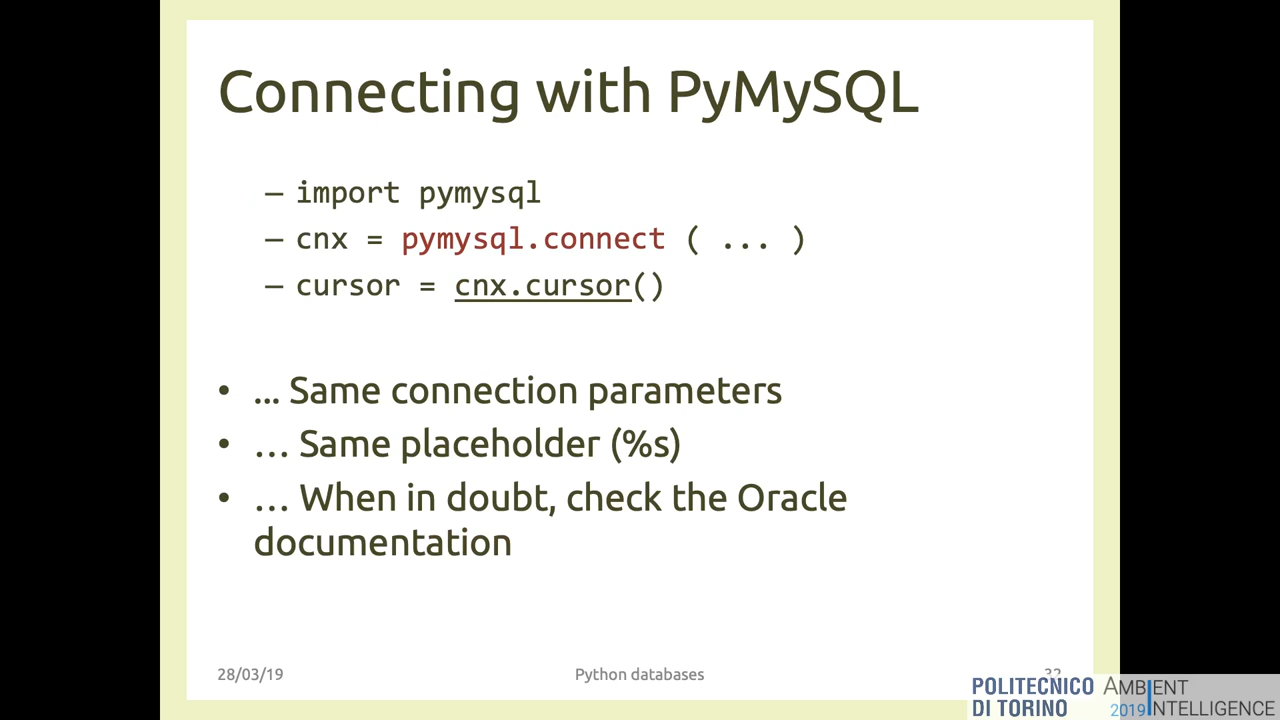 Connecting with PyMySQL
– import pymysql
– cnx = pymysql.connect ( ... )
– cursor = cnx.cursor()
• ... Same connection parameters
• … Same placeholder (%s)
• … When in doubt, check the Oracle
documentation
28/03/19
Python databases
32
POLITECNICO
DI TORINO
AMBIENT
2019 INTELLIGENCE